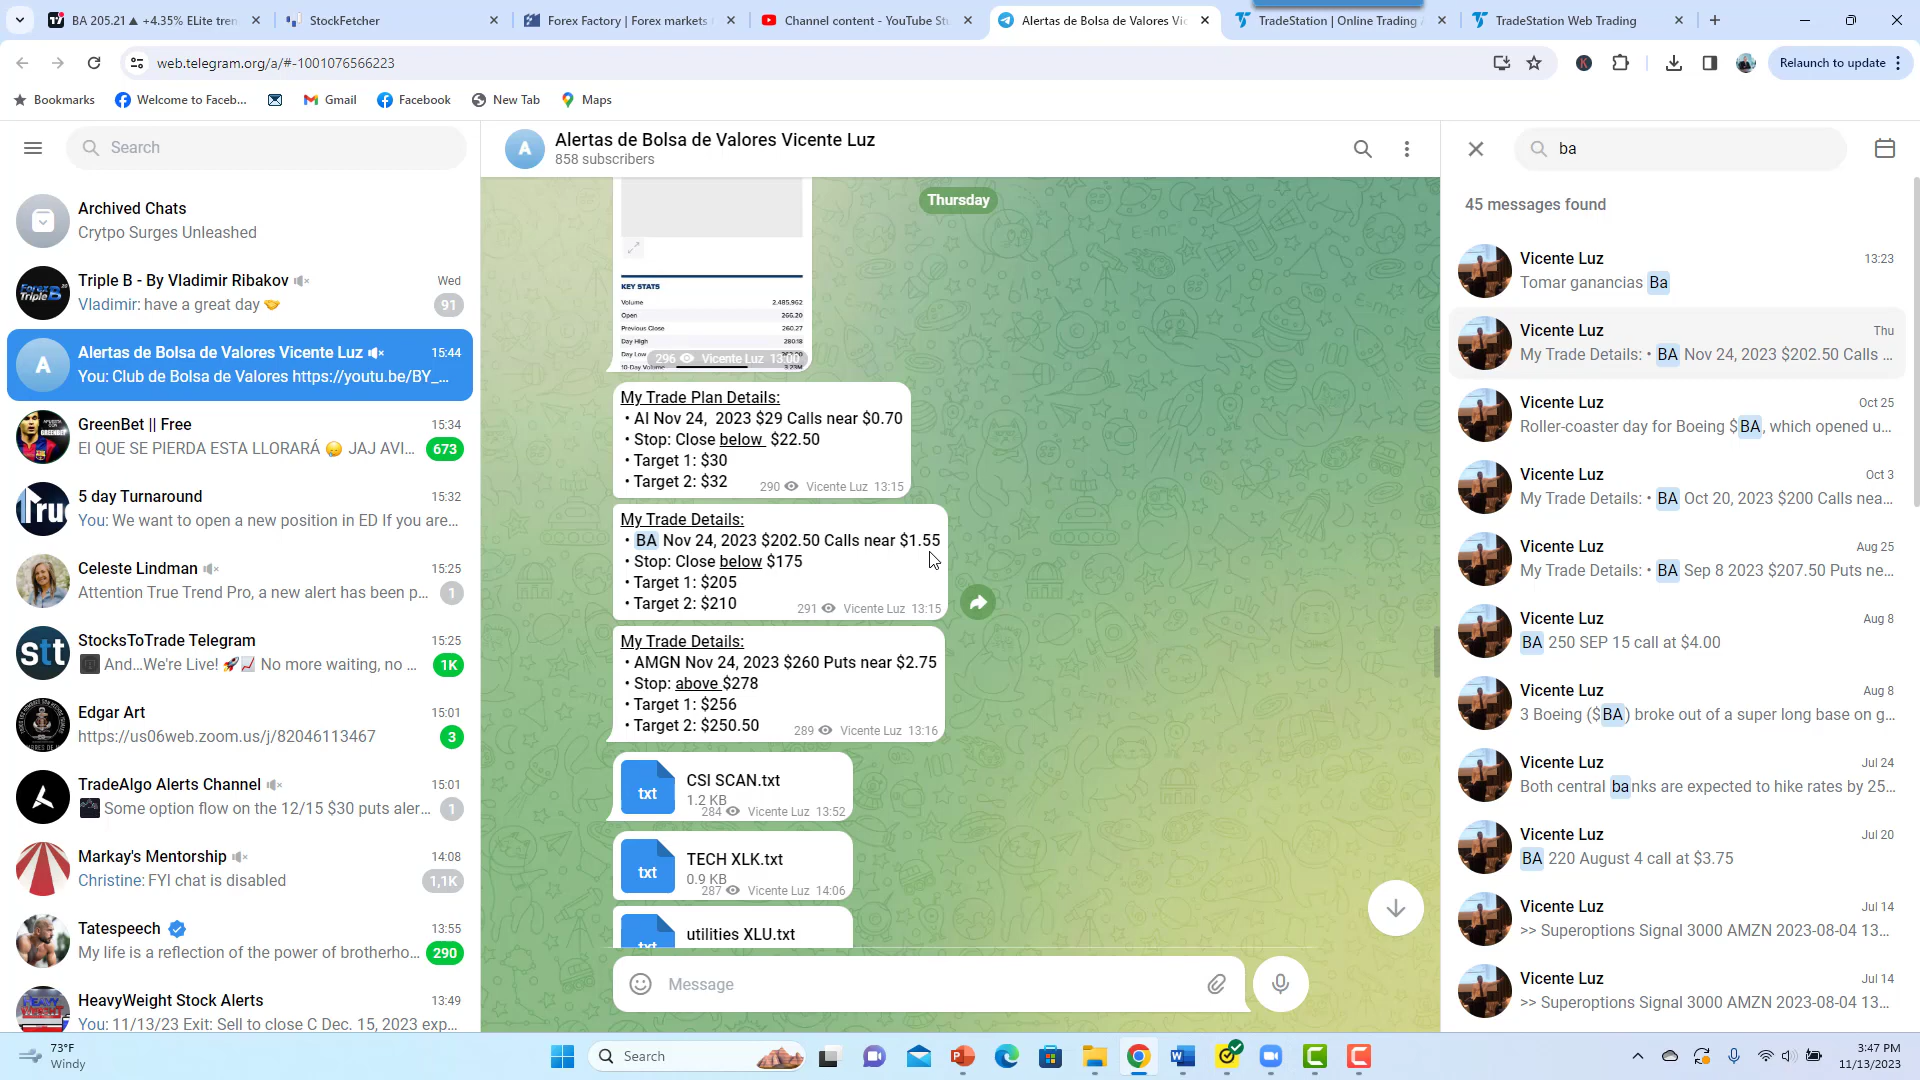 BA 205.21 ▲ +4.35% ELite tren
StockFetcher
Forex Factory | Forex markets
Channel content - YouTube Stu
Alertas de Bolsa de Valores Vic
TradeStation | Online Trading
TradeStation Web Trading
web.telegram.org/a/#-1001076566223
Relaunch to update
Bookmarks
Welcome to Faceb...
Gmail
Facebook
New Tab
Maps
Search
Archived Chats
Crytpo Surges Unleashed
Triple B - By Vladimir Ribakov
Wed
Vladimir: have a great day
91
Alertas de Bolsa de Valores Vicente Luz
15:44
You: Club de Bolsa de Valores https://youtu.be/BY_...
GreenBet || Free
15:34
El QUE SE PIERDA ESTA LLORARÁ 😪 JAJ AVI...
673
5 day Turnaround
15:32
You: We want to open a new position in ED If you are...
Celeste Lindman
15:25
Attention True Trend Pro, a new alert has been p...
1
StocksToTrade Telegram
15:25
And...We're Live! 🚀📈 No more waiting, no ...
1K
Edgar Art
15:01
https://us06web.zoom.us/j/82046113467
3
TradeAlgo Alerts Channel
15:01
Some option flow on the 12/15 $30 puts aler...
1
Markay's Mentorship
14:08
Christine: FYI chat is disabled
1,1K
Tatespeech
13:55
My life is a reflection of the power of brotherho...
290
HeavyWeight Stock Alerts
13:49
You: 11/13/23 Exit: Sell to close C Dec. 15, 2023 exp...
A
Alertas de Bolsa de Valores Vicente Luz
858 subscribers
Thursday
KEY STATS
Volume 2,485,962
Open 266.20
Previous Close 260.27
Day High 280.18
Day Low
10-Day Volume 3.23M
296 Vicente Luz 13:00
My Trade Plan Details:
• AI Nov 24, 2023 $29 Calls near $0.70
• Stop: Close below $22.50
• Target 1: $30
• Target 2: $32
290 Vicente Luz 13:15
My Trade Details:
• BA Nov 24, 2023 $202.50 Calls near $1.55
• Stop: Close below $175
• Target 1: $205
• Target 2: $210
291 Vicente Luz 13:15
My Trade Details:
• AMGN Nov 24, 2023 $260 Puts near $2.75
• Stop: above $278
• Target 1: $256
• Target 2: $250.50
289 Vicente Luz 13:16
txt
CSI SCAN.txt
1.2 KB
284 Vicente Luz 13:52
txt
TECH XLK.txt
0.9 KB
287 Vicente Luz 14:06
txt
utilities XLU.txt
Message
ba
45 messages found
Vicente Luz
13:23
Tomar ganancias Ba
Vicente Luz
Thu
My Trade Details: • BA Nov 24, 2023 $202.50 Calls ...
Vicente Luz
Oct 25
Roller-coaster day for Boeing $BA, which opened u...
Vicente Luz
Oct 3
My Trade Details: • BA Oct 20, 2023 $200 Calls nea...
Vicente Luz
Aug 25
My Trade Details: • BA Sep 8 2023 $207.50 Puts ne...
Vicente Luz
Aug 8
BA 250 SEP 15 call at $4.00
Vicente Luz
Aug 8
3 Boeing ($BA) broke out of a super long base on g...
Vicente Luz
Jul 24
Both central banks are expected to hike rates by 25...
Vicente Luz
Jul 20
BA 220 August 4 call at $3.75
Vicente Luz
Jul 14
>> Superoptions Signal 3000 AMZN 2023-08-04 13...
Vicente Luz
Jul 14
>> Superoptions Signal 3000 AMZN 2023-08-04 13...
73°F
Windy
Search
3:47 PM
11/13/2023